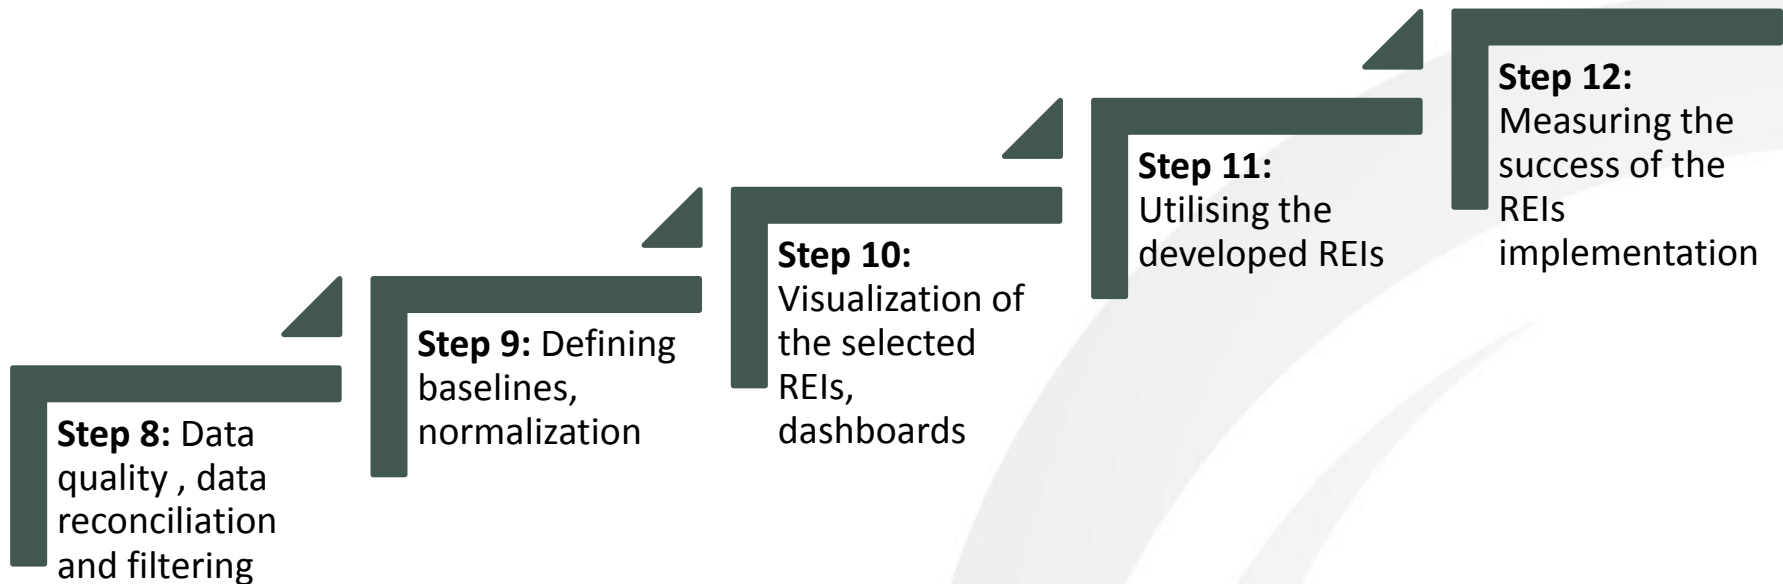 Step 8: Data
quality , data
reconciliation
and filtering
Step 9: Defining
baselines,
normalization
Step 10:
Visualization of
the selected
REIs,
dashboards
Step 11:
Utilising the
developed REIs
Step 12:
Measuring the
success of the
REIs
implementation